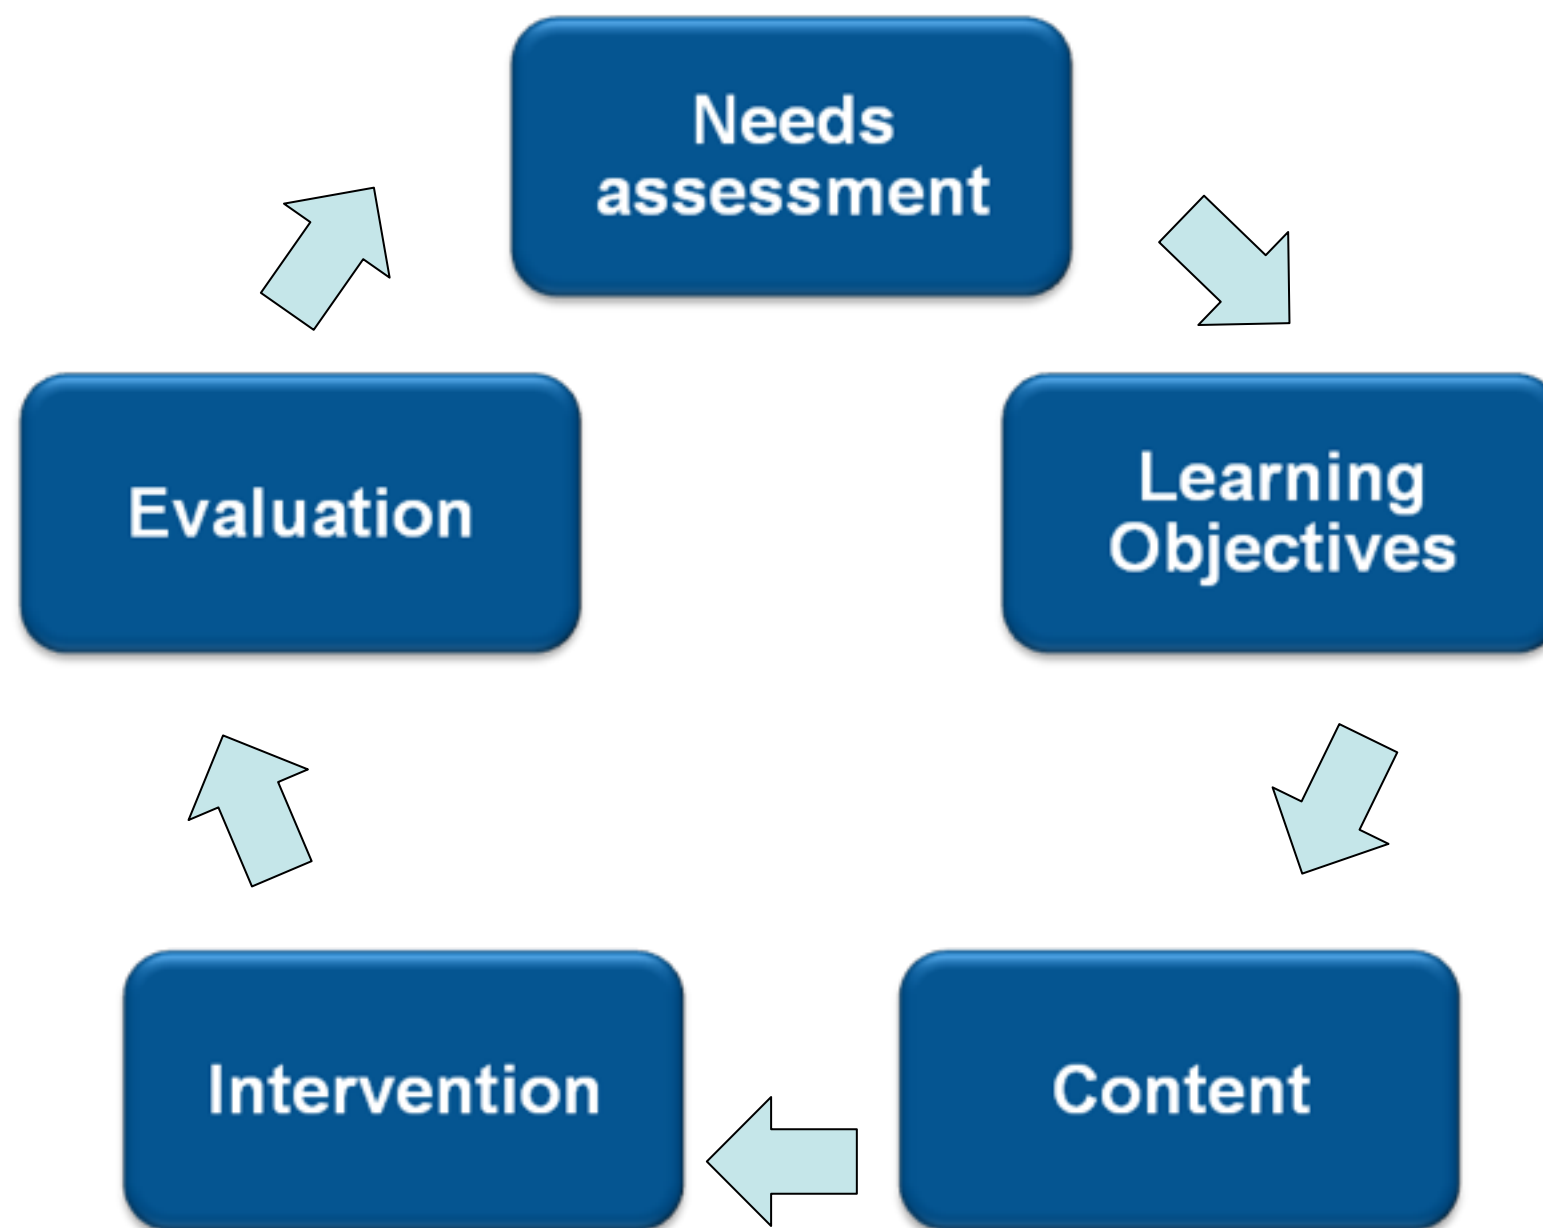 Needs
assessment
Learning
Objectives
Content
Intervention
Evaluation